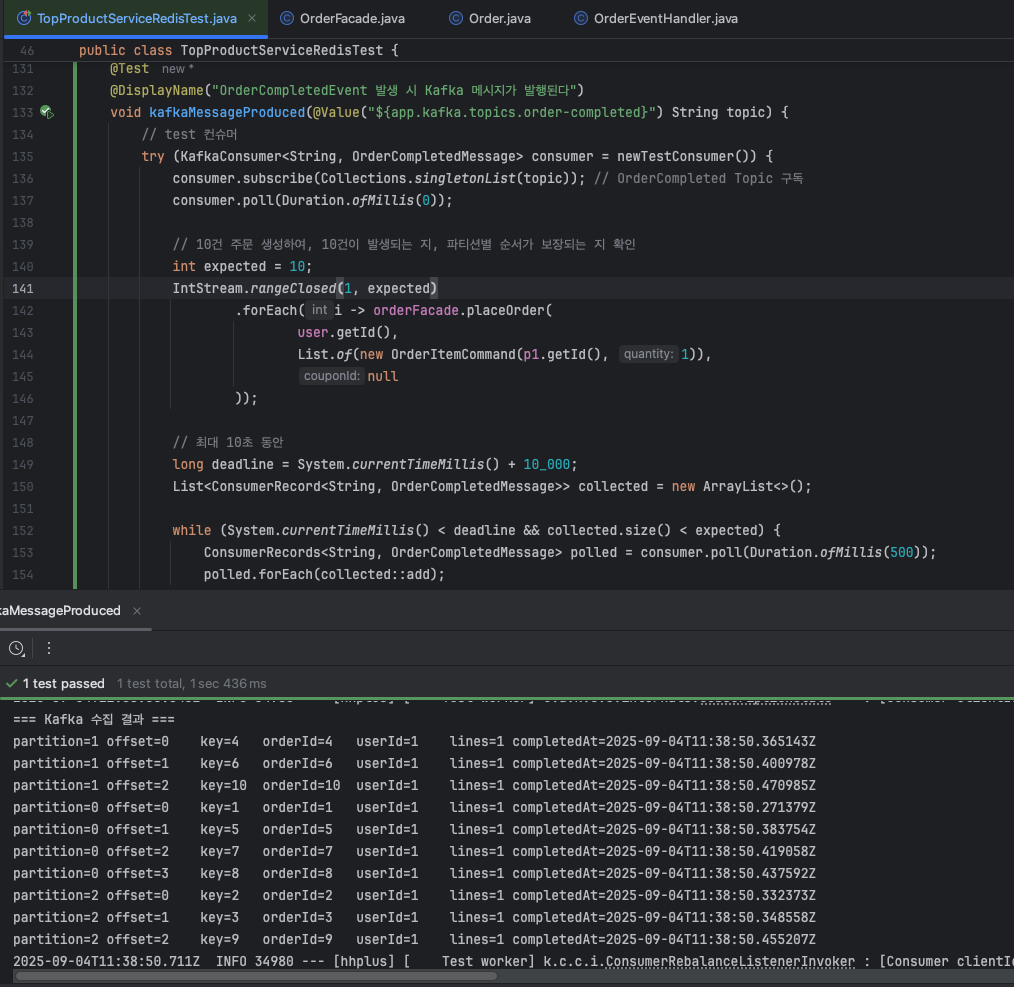 TopProductServiceRedisTest.java × OrderFacade.java Order.java OrderEventHandler.java
46 public class TopProductServiceRedisTest {
131 @Test new *
132 @DisplayName("OrderCompletedEvent 발생 시 Kafka 메시지가 발행된다")
133 void kafkaMessageProduced(@Value("${app.kafka.topics.order-completed}") String topic) {
134 // test 컨슈머
135 try (KafkaConsumer<String, OrderCompletedMessage> consumer = newTestConsumer()) {
136 consumer.subscribe(Collections.singletonList(topic)); // OrderCompleted Topic 구독
137 consumer.poll(Duration.ofMillis(0));
138
139 // 10건 주문 생성하여, 10건이 발생되는 지, 파티션별 순서가 보장되는 지 확인
140 int expected = 10;
141 IntStream.rangeClosed(1, expected)
142 .forEach( int i -> orderFacade.placeOrder(
143 user.getId(),
144 List.of(new OrderItemCommand(p1.getId(), quantity: 1)),
145 couponId: null
146 ));
147
148 // 최대 10초 동안
149 long deadline = System.currentTimeMillis() + 10_000;
150 List<ConsumerRecord<String, OrderCompletedMessage>> collected = new ArrayList<>();
151
152 while (System.currentTimeMillis() < deadline && collected.size() < expected) {
153 ConsumerRecords<String, OrderCompletedMessage> polled = consumer.poll(Duration.ofMillis(500));
154 polled.forEach(collected::add);
kaMessageProduced ×
1 test passed 1 test total, 1 sec 436 ms
=== Kafka 수집 결과 ===
partition=1 offset=0 key=4 orderId=4 userId=1 lines=1 completedAt=2025-09-04T11:38:50.365143Z
partition=1 offset=1 key=6 orderId=6 userId=1 lines=1 completedAt=2025-09-04T11:38:50.400978Z
partition=1 offset=2 key=10 orderId=10 userId=1 lines=1 completedAt=2025-09-04T11:38:50.470985Z
partition=0 offset=0 key=1 orderId=1 userId=1 lines=1 completedAt=2025-09-04T11:38:50.271379Z
partition=0 offset=1 key=5 orderId=5 userId=1 lines=1 completedAt=2025-09-04T11:38:50.383754Z
partition=0 offset=2 key=7 orderId=7 userId=1 lines=1 completedAt=2025-09-04T11:38:50.419058Z
partition=0 offset=3 key=8 orderId=8 userId=1 lines=1 completedAt=2025-09-04T11:38:50.437592Z
partition=2 offset=0 key=2 orderId=2 userId=1 lines=1 completedAt=2025-09-04T11:38:50.332373Z
partition=2 offset=1 key=3 orderId=3 userId=1 lines=1 completedAt=2025-09-04T11:38:50.348558Z
partition=2 offset=2 key=9 orderId=9 userId=1 lines=1 completedAt=2025-09-04T11:38:50.455207Z
2025-09-04T11:38:50.711Z INFO 34980 --- [hhplus] [ Test worker] k.c.c.i.ConsumerRebalanceListenerInvoker : [Consumer clientI